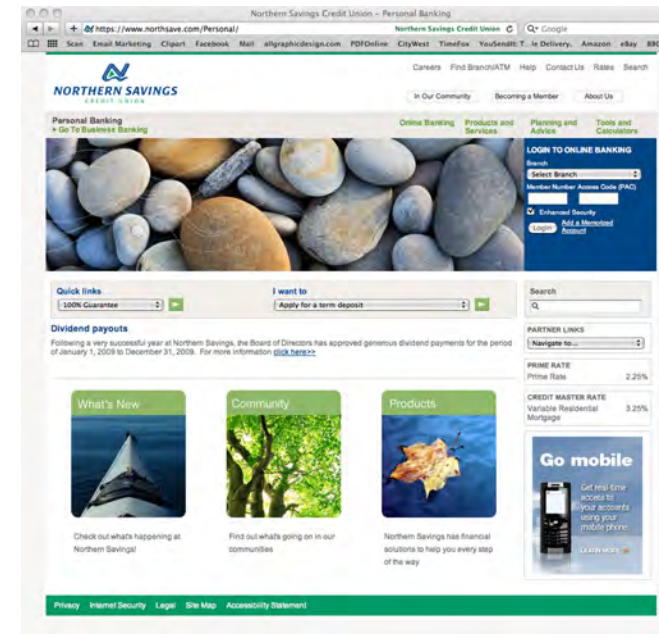 Northern Savings Credit Union – Personal Banking
https://www.northsave.com/Personal/ Northern Savings Credit Union Google
Scan Email Marketing Clipart Facebook Mail allgraphicdesign.com PDFOnline CityWest TimeFox YouSendIt: T...le Delivery. Amazon eBay BBC
Careers Find Branch/ATM Help Contact Us Rates Search
NORTHERN SAVINGS
CREDIT UNION
In Our Community Becoming a Member About Us
Personal Banking
Go To Business Banking
Online Banking
Products and
Services
Planning and
Advice
Tools and
Calculators
LOGIN TO ONLINE BANKING
Branch
Select Branch
Member Number Access Code (PAC)
Enhanced Security
Login
Add a Memorized
Account
Quick links
100% Guarantee
I want to
Apply for a term deposit
Search
Dividend payouts
Following a very successful year at Northern Savings, the Board of Directors has approved generous dividend payments for the period
of January 1, 2009 to December 31, 2009. For more information click here>>
PARTNER LINKS
Navigate to...
PRIME RATE
Prime Rate 2.25%
CREDIT MASTER RATE
Variable Residential 3.25%
Mortgage
What's New
Community
Products
Check out what's happening at
Northern Savings!
Find out what's going on in our
communities
Northern Savings has financial
solutions to help you every step
of the way
Go mobile
Get real-time
access to
your accounts
using your
mobile phone.
LEARN MORE
Privacy Internet Security Legal Site Map Accessibility Statement